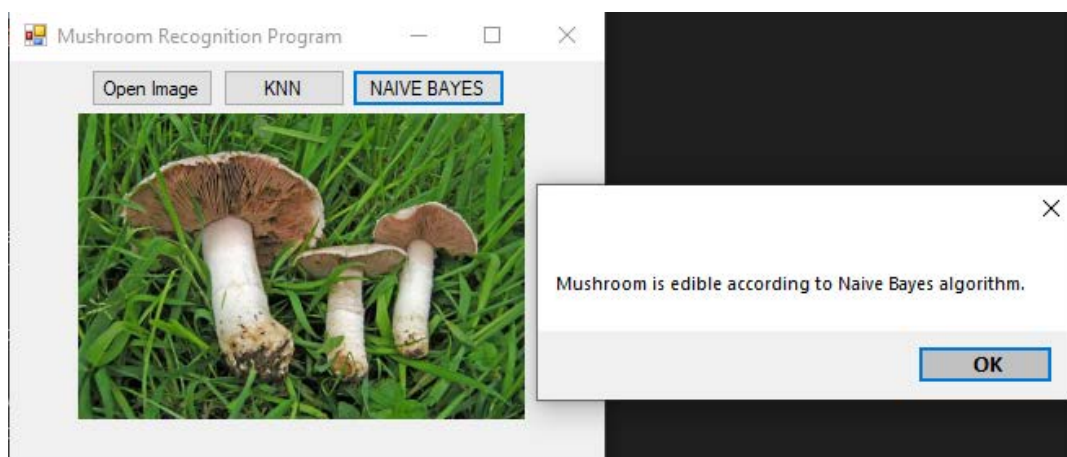 Mushroom Recognition Program
Open Image KNN NAIVE BAYES
Mushroom is edible according to Naive Bayes algorithm.
OK